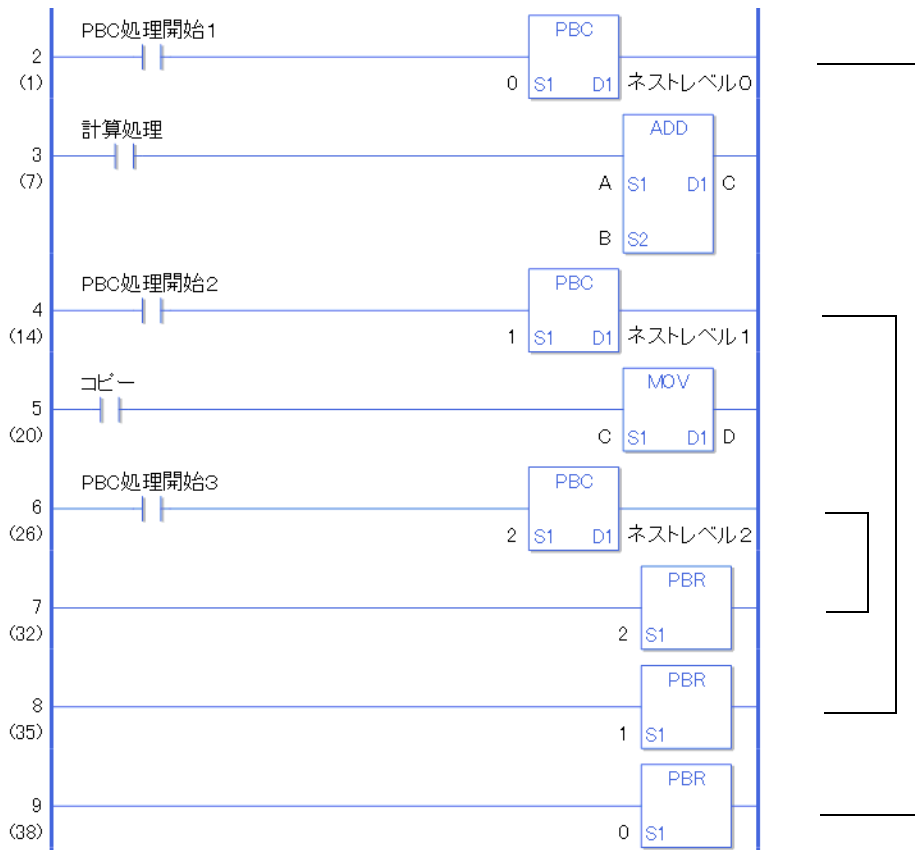 PBC処理開始1
PBC
2
(1)
0 S1 D1 ネストレベル0
計算処理
ADD
3
(7)
A S1 D1 C
B S2
PBC処理開始2
PBC
4
(14)
1 S1 D1 ネストレベル1
コピー
MOV
5
(20)
C S1 D1 D
PBC処理開始3
PBC
6
(26)
2 S1 D1 ネストレベル2
PBR
7
(32)
2 S1
PBR
8
(35)
1 S1
PBR
9
(38)
0 S1